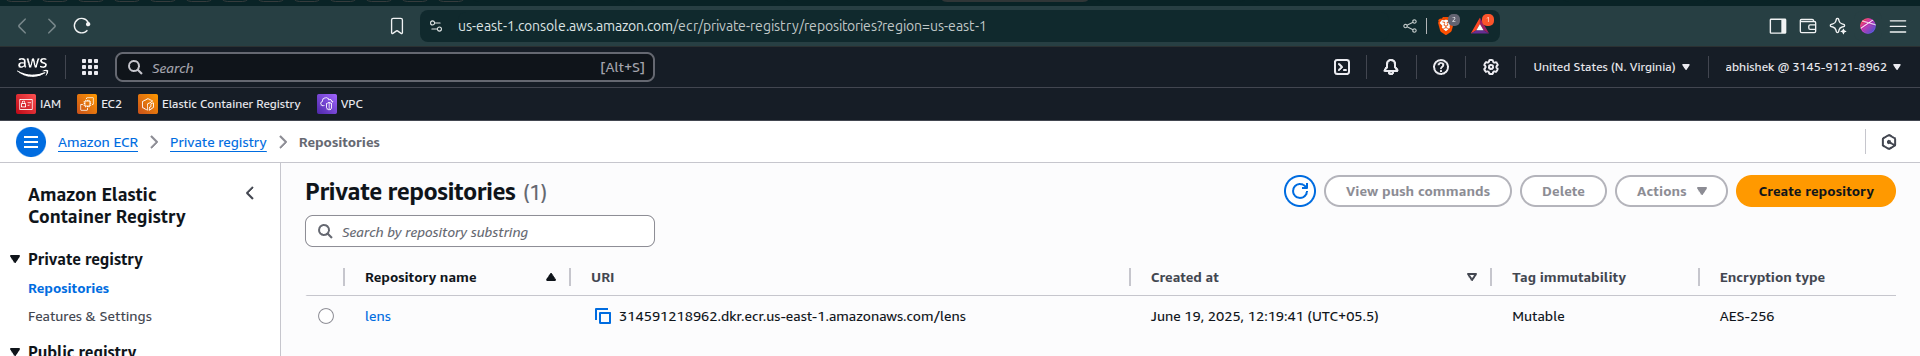 us-east-1.console.aws.amazon.com/ecr/private-registry/repositories?region=us-east-1
2
1
aws
Search
[Alt+S]
United States (N. Virginia)
abhishek @ 3145-9121-8962
IAM
EC2
Elastic Container Registry
VPC
Amazon ECR
Private registry
Repositories
Amazon Elastic
Container Registry
Private registry
Repositories
Features & Settings
Public registry
Private repositories (1)
View push commands
Delete
Actions
Create repository
Search by repository substring
Repository name
URI
Created at
Tag immutability
Encryption type
lens
314591218962.dkr.ecr.us-east-1.amazonaws.com/lens
June 19, 2025, 12:19:41 (UTC+05.5)
Mutable
AES-256